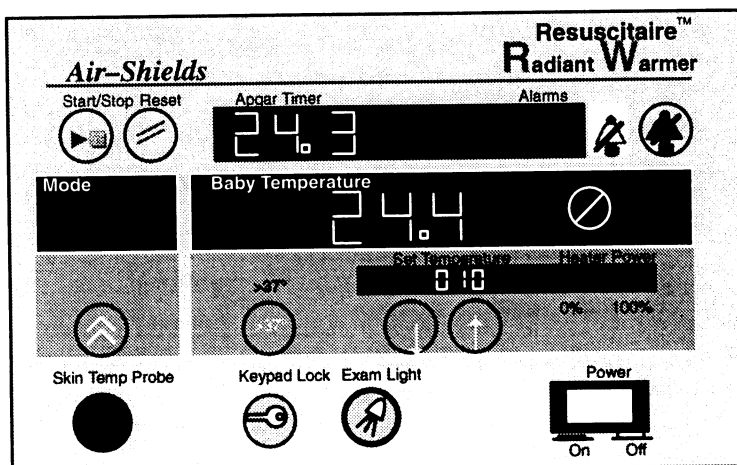 Resuscitaire™
Air–Shields Radiant Warmer
Start/Stop Reset Apgar Timer Alarms
24.3
Mode Baby Temperature
24.4
Set Temperature Heater Power
>37° 010
>37° 0% 100%
Skin Temp Probe Keypad Lock Exam Light Power
On Off